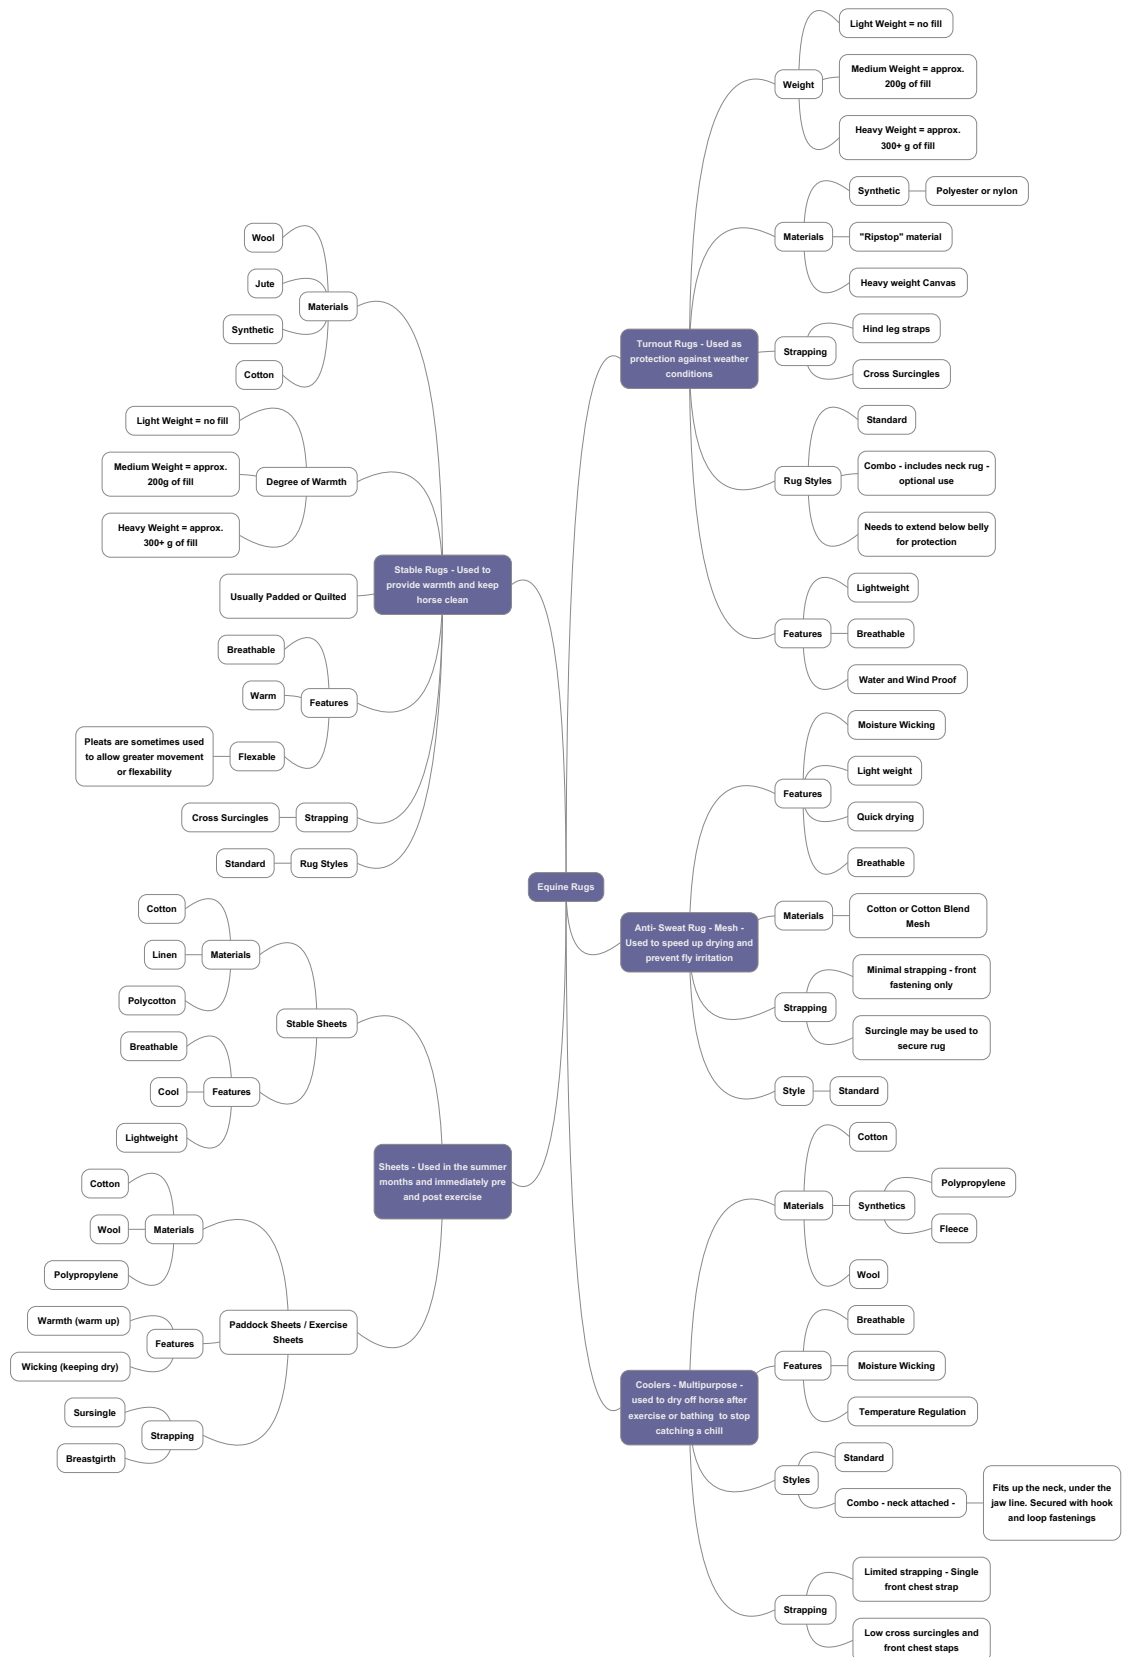 Equine Rugs
Turnout Rugs - Used as
protection against weather
conditions
Weight
Light Weight = no fill
Medium Weight = approx.
200g of fill
Heavy Weight = approx.
300+ g of fill
Materials
Synthetic
Polyester or nylon
"Ripstop" material
Heavy weight Canvas
Strapping
Hind leg straps
Cross Surcingles
Rug Styles
Standard
Combo - includes neck rug -
optional use
Needs to extend below belly
for protection
Features
Lightweight
Breathable
Water and Wind Proof
Anti- Sweat Rug - Mesh -
Used to speed up drying and
prevent fly irritation
Features
Moisture Wicking
Light weight
Quick drying
Breathable
Materials
Cotton or Cotton Blend
Mesh
Strapping
Minimal strapping - front
fastening only
Surcingle may be used to
secure rug
Style
Standard
Coolers - Multipurpose -
used to dry off horse after
exercise or bathing to stop
catching a chill
Materials
Cotton
Synthetics
Polypropylene
Fleece
Wool
Features
Breathable
Moisture Wicking
Temperature Regulation
Styles
Standard
Combo - neck attached -
Fits up the neck, under the
jaw line. Secured with hook
and loop fastenings
Strapping
Limited strapping - Single
front chest strap
Low cross surcingles and
front chest staps
Stable Rugs - Used to
provide warmth and keep
horse clean
Materials
Wool
Jute
Synthetic
Cotton
Degree of Warmth
Light Weight = no fill
Medium Weight = approx.
200g of fill
Heavy Weight = approx.
300+ g of fill
Usually Padded or Quilted
Features
Breathable
Warm
Flexable
Pleats are sometimes used
to allow greater movement
or flexability
Strapping
Cross Surcingles
Rug Styles
Standard
Sheets - Used in the summer
months and immediately pre
and post exercise
Stable Sheets
Materials
Cotton
Linen
Polycotton
Features
Breathable
Cool
Lightweight
Paddock Sheets / Exercise
Sheets
Materials
Cotton
Wool
Polypropylene
Features
Warmth (warm up)
Wicking (keeping dry)
Strapping
Sursingle
Breastgirth